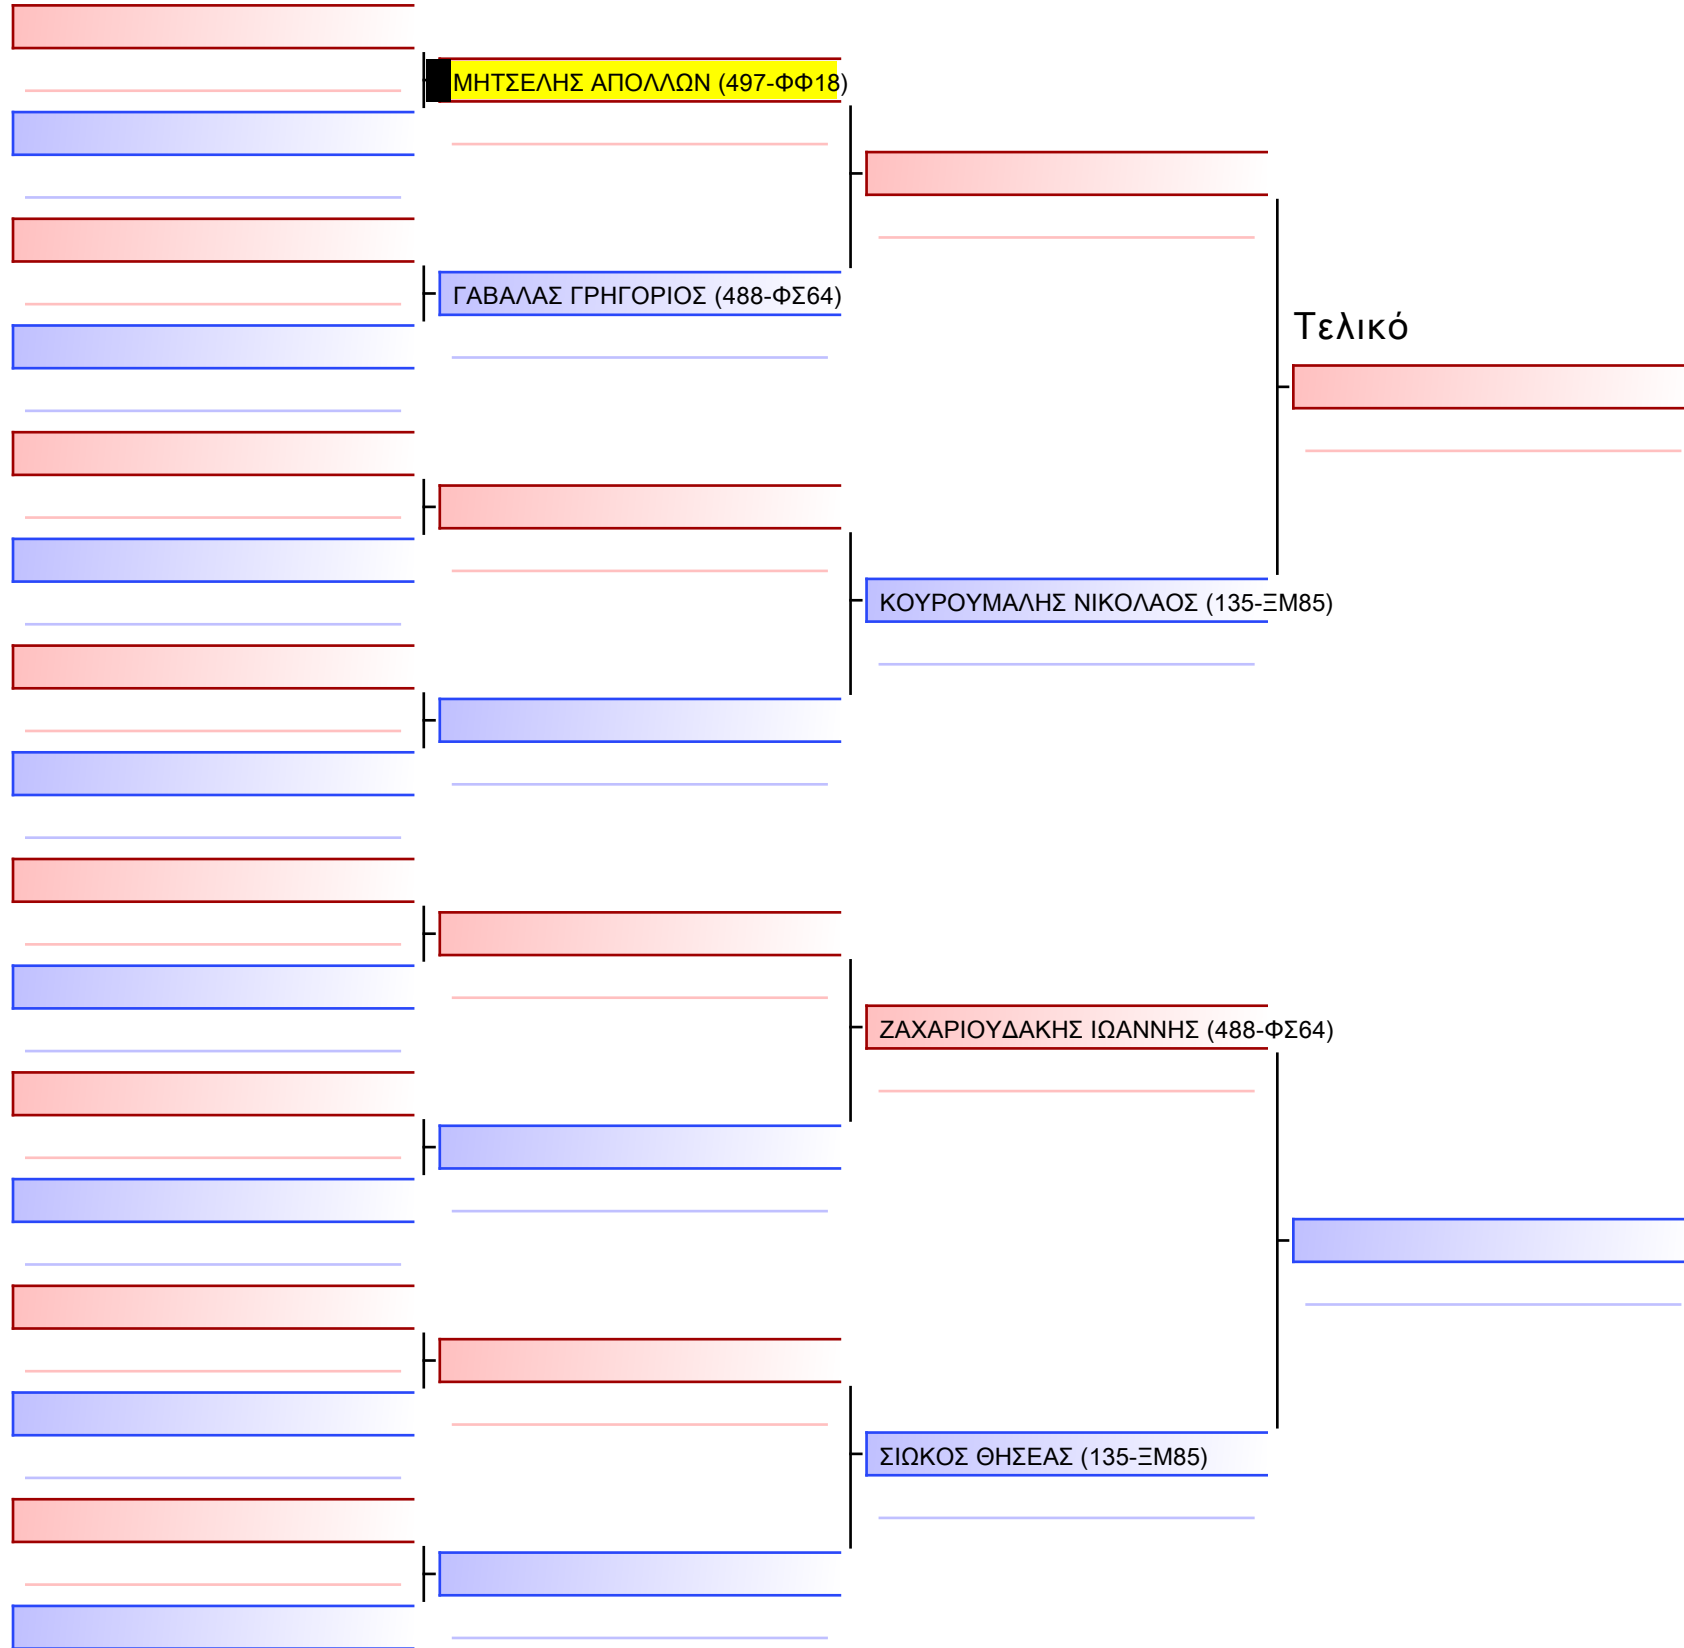 ΜΗΤΣΕΛΗΣ ΑΠΟΛΛΩΝ (497-ΦΦ18)
ΓΑΒΑΛΑΣ ΓΡΗΓΟΡΙΟΣ (488-ΦΣ64)
Τελικό
ΚΟΥΡΟΥΜΑΛΗΣ ΝΙΚΟΛΑΟΣ (135-ΞΜ85)
ΖΑΧΑΡΙΟΥΔΑΚΗΣ ΙΩΑΝΝΗΣ (488-ΦΣ64)
ΣΙΩΚΟΣ ΘΗΣΕΑΣ (135-ΞΜ85)